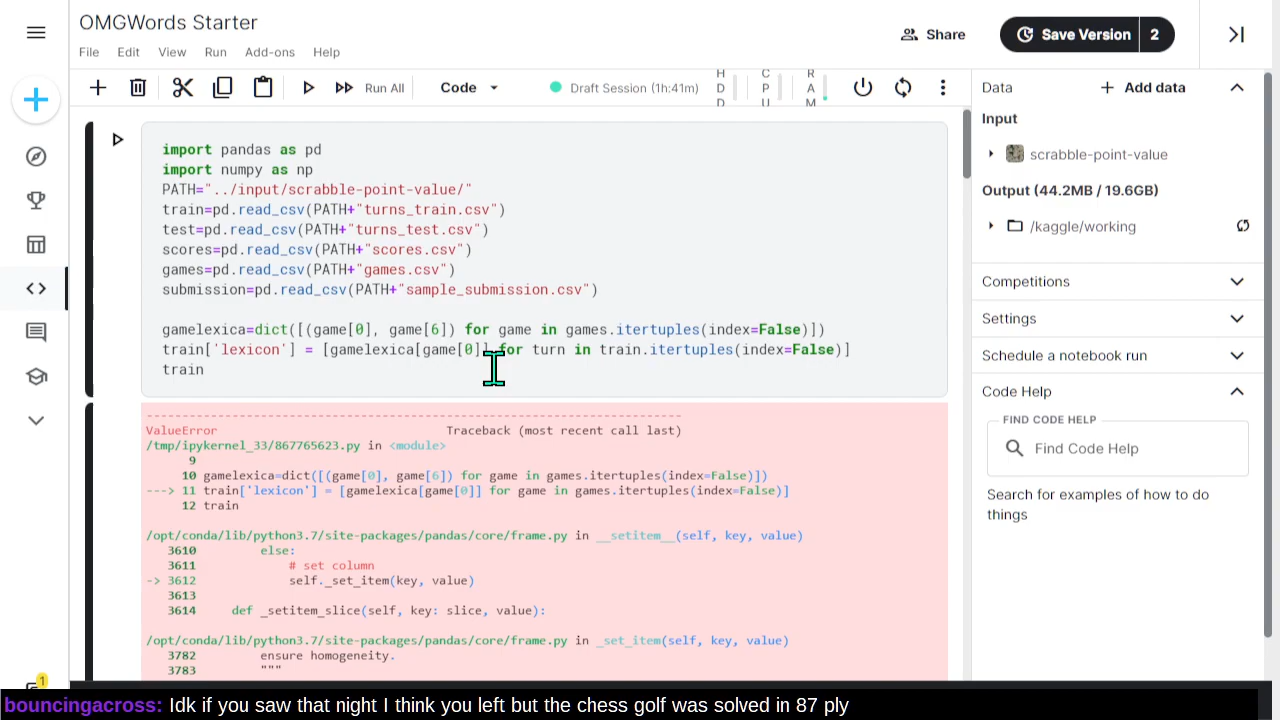 OMGWords Starter
File Edit View Run Add-ons Help
Share
Save Version 2
Run All
Code
Draft Session (1h:41m)
HDD
CPU
RAM
import pandas as pd
import numpy as np
PATH="../input/scrabble-point-value/"
train=pd.read_csv(PATH+"turns_train.csv")
test=pd.read_csv(PATH+"turns_test.csv")
scores=pd.read_csv(PATH+"scores.csv")
games=pd.read_csv(PATH+"games.csv")
submission=pd.read_csv(PATH+"sample_submission.csv")
gamelexica=dict([(game[0], game[6]) for game in games.itertuples(index=False)])
train['lexicon'] = [gamelexica[game[0]] for turn in train.itertuples(index=False)]
train
---------------------------------------------------------------------------
ValueError Traceback (most recent call last)
/tmp/ipykernel_33/867765623.py in <module>
9
10 gamelexica=dict([(game[0], game[6]) for game in games.itertuples(index=False)])
---> 11 train['lexicon'] = [gamelexica[game[0]] for game in games.itertuples(index=False)]
12 train
/opt/conda/lib/python3.7/site-packages/pandas/core/frame.py in __setitem__(self, key, value)
3610 else:
3611 # set column
-> 3612 self._set_item(key, value)
3613
3614 def _setitem_slice(self, key: slice, value):
/opt/conda/lib/python3.7/site-packages/pandas/core/frame.py in _set_item(self, key, value)
3782 ensure homogeneity.
3783 """
Data
Add data
Input
scrabble-point-value
Output (44.2MB / 19.6GB)
/kaggle/working
Competitions
Settings
Schedule a notebook run
Code Help
FIND CODE HELP
Find Code Help
Search for examples of how to do
things
1
bouncingacross: Idk if you saw that night I think you left but the chess golf was solved in 87 ply